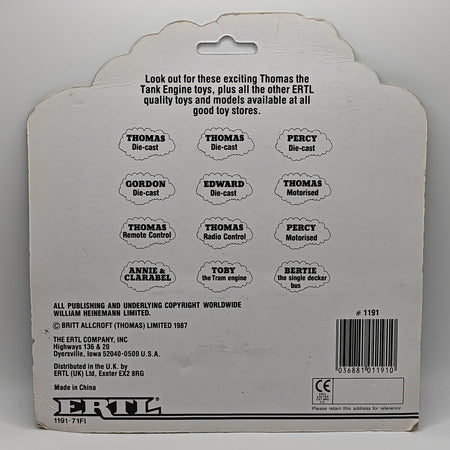 Look out for these exciting Thomas the
Tank Engine toys, plus all the other ERTL
quality toys and models available at all
good toy stores.
THOMAS
Die-cast
THOMAS
Die-cast
PERCY
Die-cast
GORDON
Die-cast
EDWARD
Die-cast
THOMAS
Motorised
THOMAS
Remote Control
THOMAS
Radio Control
PERCY
Motorised
ANNIE &
CLARABEL
TOBY
the Tram engine
BERTIE
the single decker
bus
ALL PUBLISHING AND UNDERLYING COPYRIGHT WORLDWIDE
WILLIAM HEINEMANN LIMITED.
© BRITT ALLCROFT (THOMAS) LIMITED 1987
THE ERTL COMPANY, INC
Highways 136 & 20
Dyersville, Iowa 52040-0500 U.S.A.
Distributed in the U.K. by
ERTL (UK) Ltd, Exeter EX2 8RG
Made in China
ERTL
1191-71FI
# 1191
036881011910
CE
Please retain this address for reference.